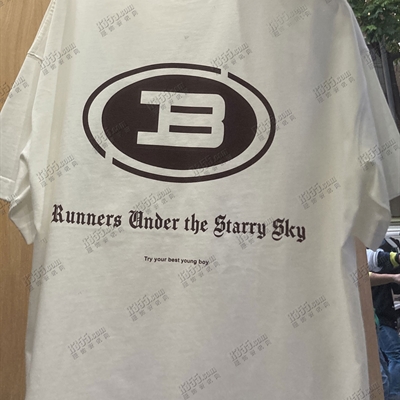 B
Runners Under the Starry Sky
Try your best young boy